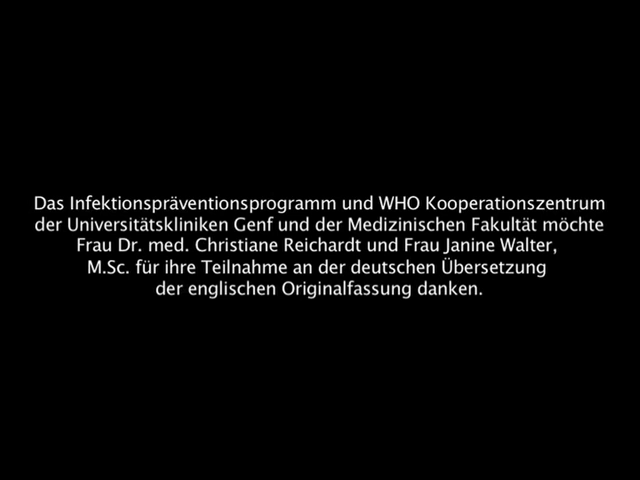 Das Infektionspräventionsprogramm und WHO Kooperationszentrum
der Universitätskliniken Genf und der Medizinischen Fakultät möchte
Frau Dr. med. Christiane Reichardt und Frau Janine Walter,
M.Sc. für ihre Teilnahme an der deutschen Übersetzung
der englischen Originalfassung danken.